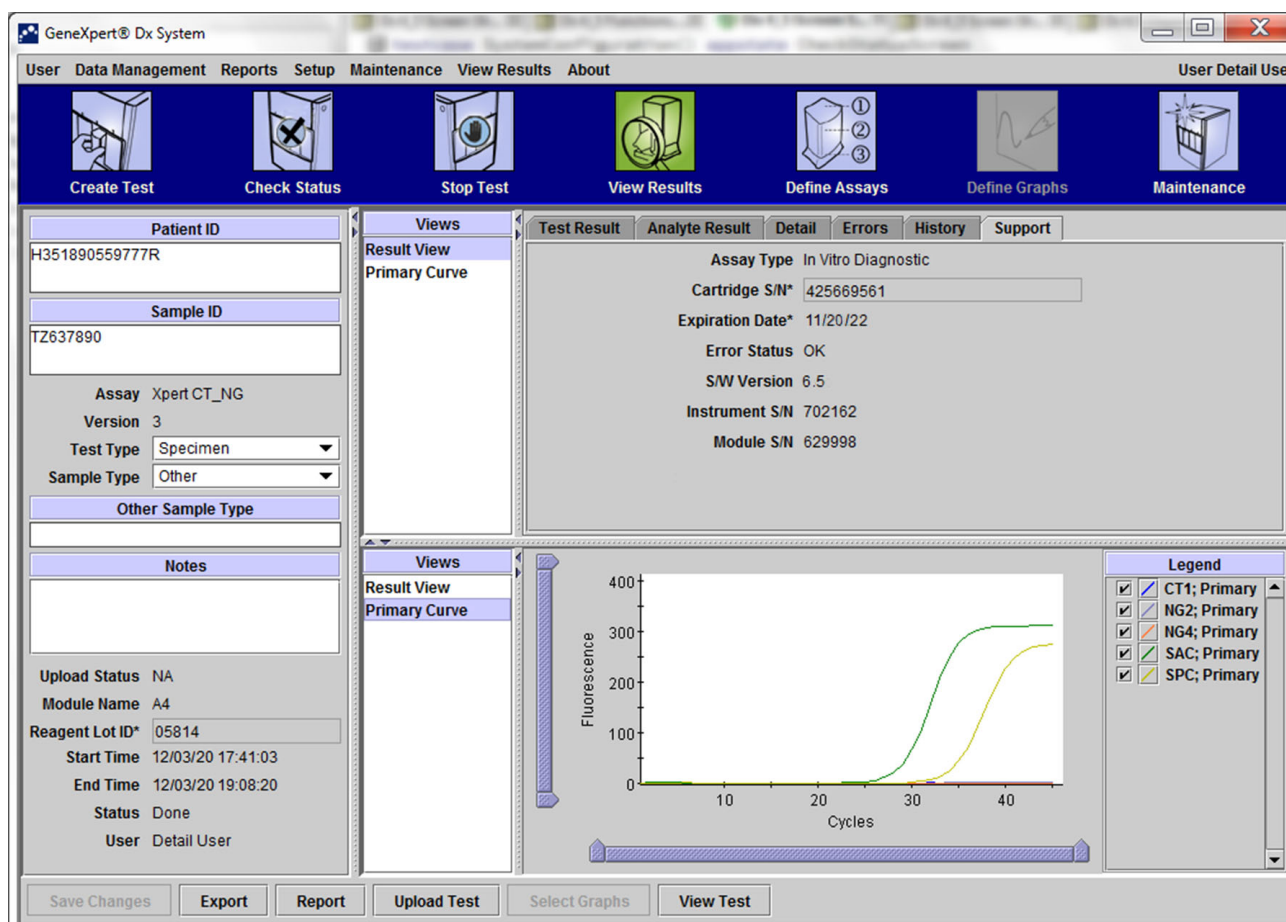 GeneXpert® Dx System
User Data Management Reports Setup Maintenance View Results About
User Detail Use
Create Test
Check Status
Stop Test
View Results
Define Assays
Define Graphs
Maintenance
Patient ID
H351890559777R
Sample ID
TZ637890
Assay Xpert CT_NG
Version 3
Test Type Specimen
Sample Type Other
Other Sample Type
Notes
Upload Status NA
Module Name A4
Reagent Lot ID* 05814
Start Time 12/03/20 17:41:03
End Time 12/03/20 19:08:20
Status Done
User Detail User
Views
Result View
Primary Curve
Test Result Analyte Result Detail Errors History Support
Assay Type In Vitro Diagnostic
Cartridge S/N* 425669561
Expiration Date* 11/20/22
Error Status OK
S/W Version 6.5
Instrument S/N 702162
Module S/N 629998
Views
Result View
Primary Curve
400
300
200
100
0
Fluorescence
10 20 30 40
Cycles
Legend
CT1; Primary
NG2; Primary
NG4; Primary
SAC; Primary
SPC; Primary
Save Changes Export Report Upload Test Select Graphs View Test